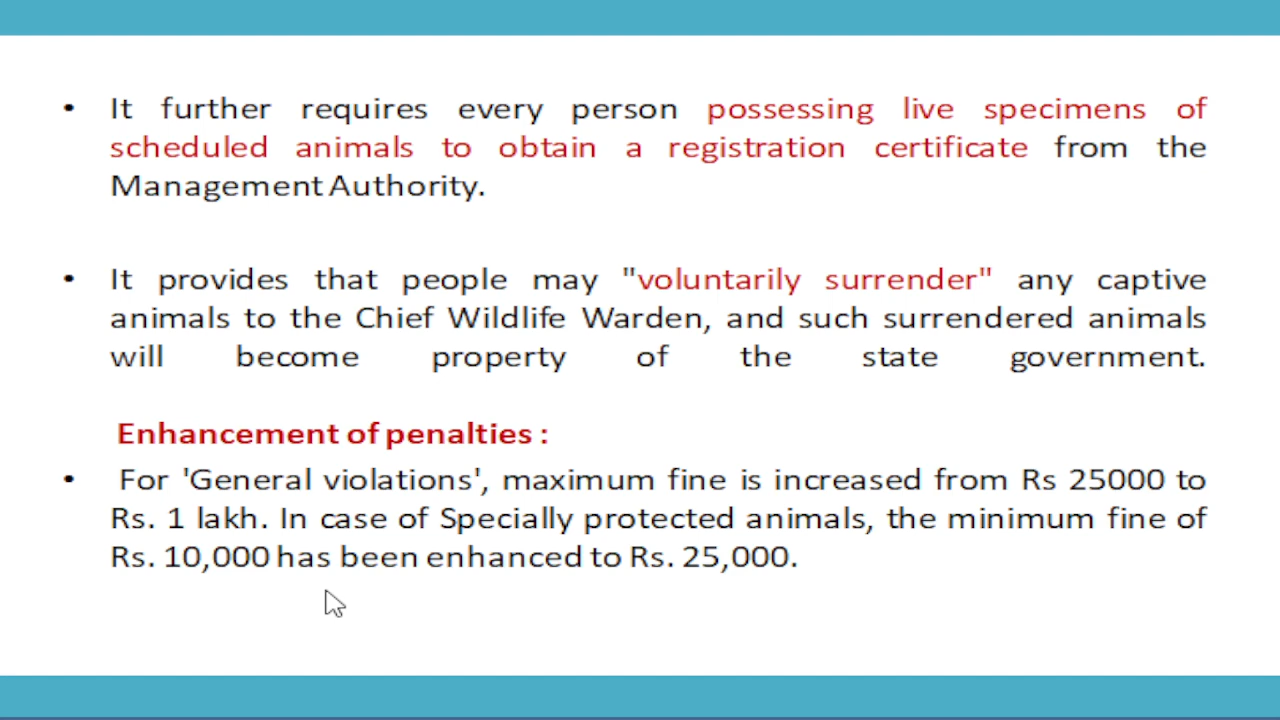 • It further requires every person possessing live specimens of
scheduled animals to obtain a registration certificate from the
Management Authority.
• It provides that people may "voluntarily surrender" any captive
animals to the Chief Wildlife Warden, and such surrendered animals
will become property of the state government.
Enhancement of penalties :
• For 'General violations', maximum fine is increased from Rs 25000 to
Rs. 1 lakh. In case of Specially protected animals, the minimum fine of
Rs. 10,000 has been enhanced to Rs. 25,000.